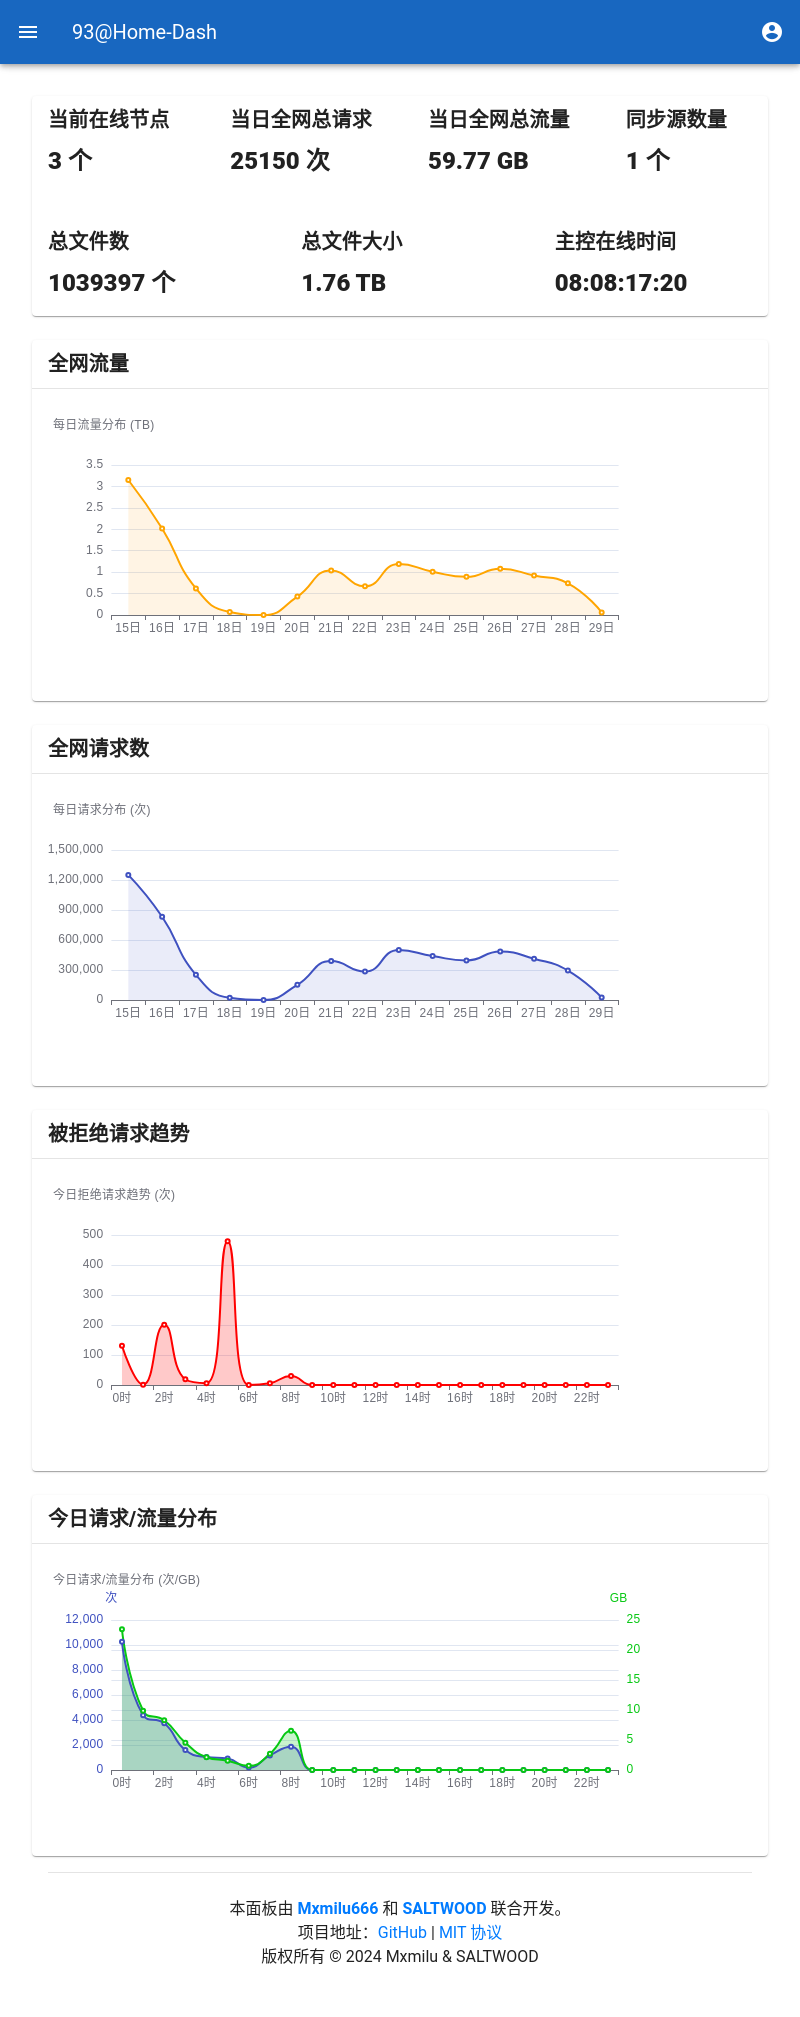 93@Home-Dash
当前在线节点 当日全网总请求 当日全网总流量 同步源数量
3 个 25150 次 59.77 GB 1 个
总文件数 总文件大小 主控在线时间
1039397 个 1.76 TB 08:08:17:20
全网流量
每日流量分布 (TB)
3.5
3
2.5
2
1.5
1
0.5
0
15日 16日 17日 18日 19日 20日 21日 22日 23日 24日 25日 26日 27日 28日 29日
全网请求数
每日请求分布 (次)
1,500,000
1,200,000
900,000
600,000
300,000
0
15日 16日 17日 18日 19日 20日 21日 22日 23日 24日 25日 26日 27日 28日 29日
被拒绝请求趋势
今日拒绝请求趋势 (次)
500
400
300
200
100
0
0时 2时 4时 6时 8时 10时 12时 14时 16时 18时 20时 22时
今日请求/流量分布
今日请求/流量分布 (次/GB)
次 GB
12,000 25
10,000 20
8,000 15
6,000 10
4,000 5
2,000 0
0
0时 2时 4时 6时 8时 10时 12时 14时 16时 18时 20时 22时
本面板由 Mxmilu666 和 SALTWOOD 联合开发。
项目地址：GitHub | MIT 协议
版权所有 © 2024 Mxmilu & SALTWOOD